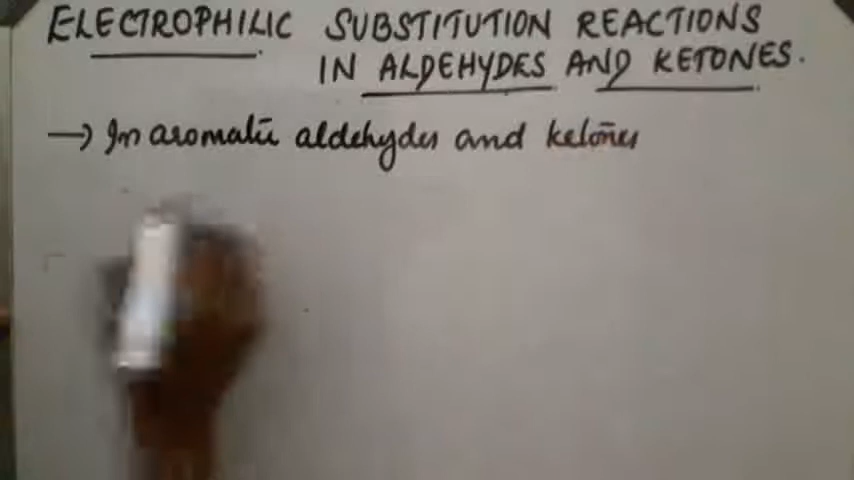 ELECTROPHILIC SUBSTITUTION REACTIONS
IN ALDEHYDES AND KETONES.
→ In aromatic aldehydes and ketones